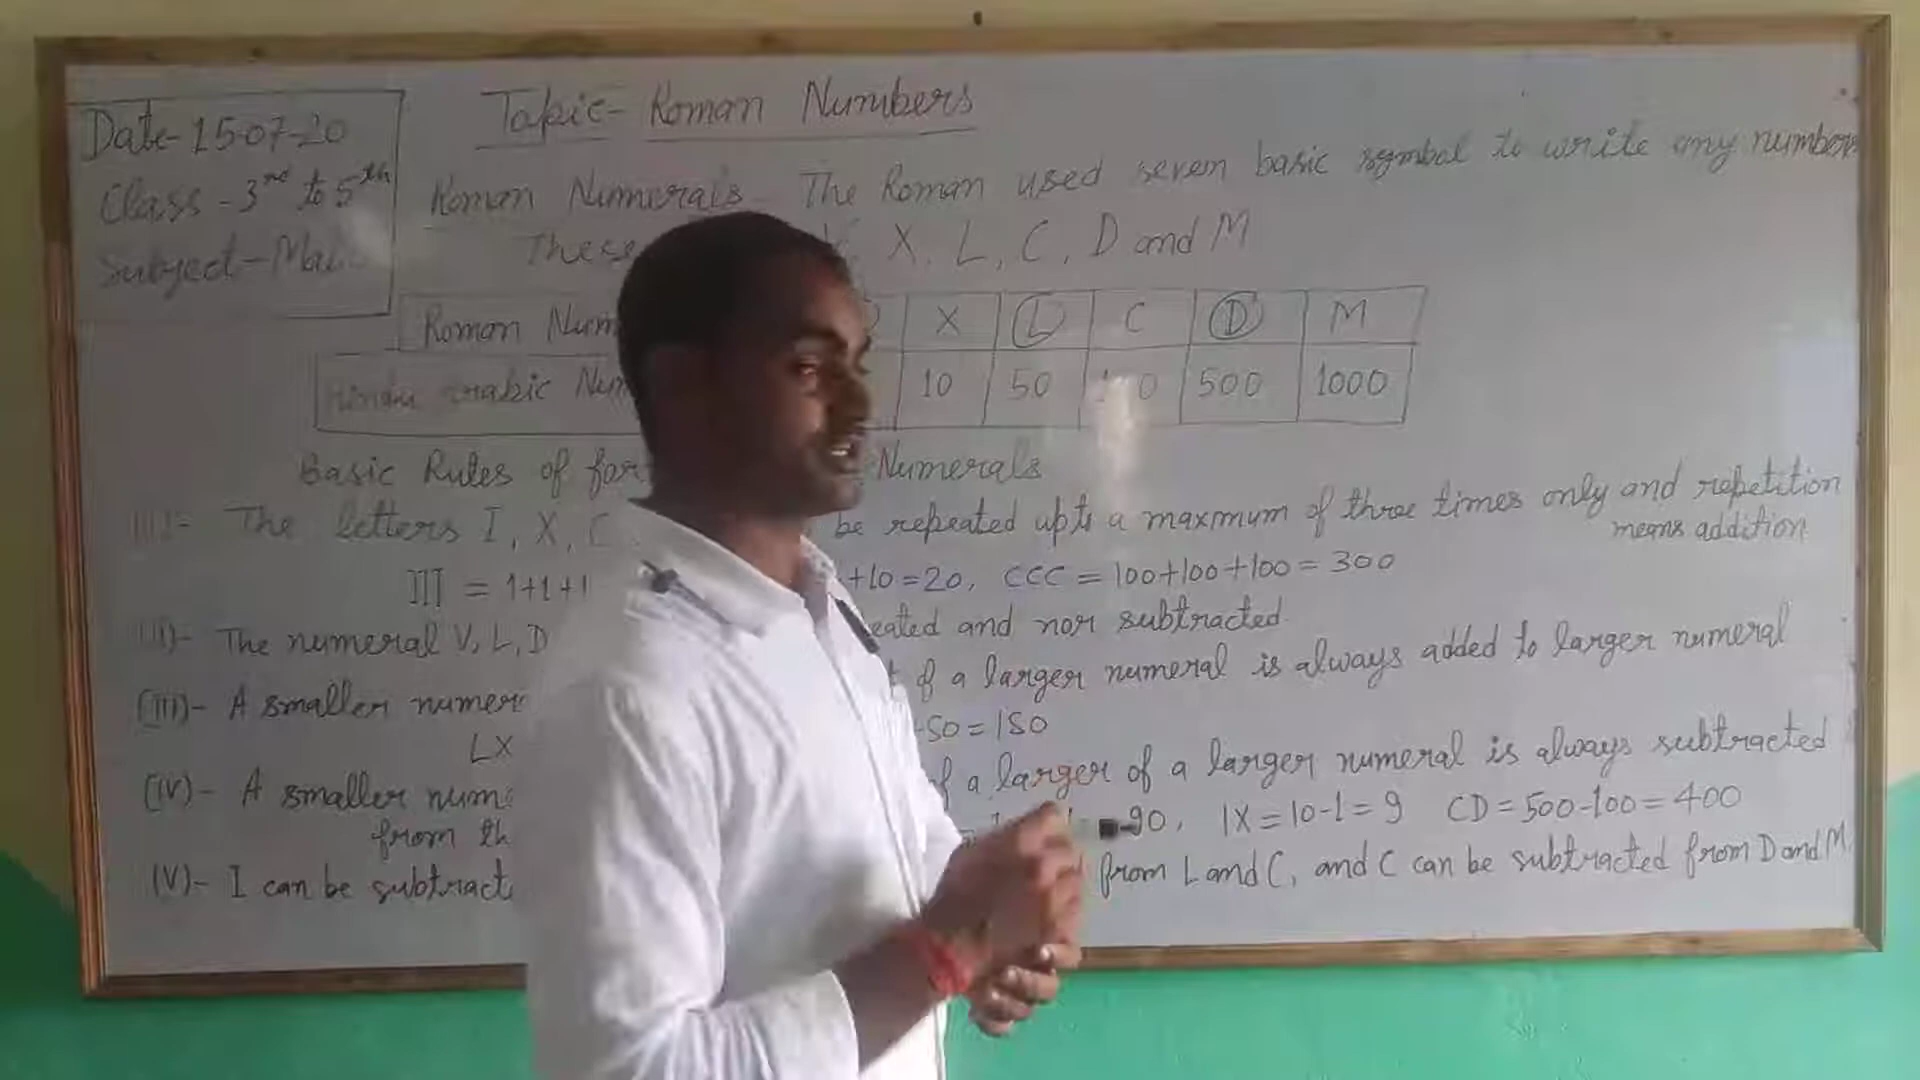 Date-15-07-20
Class-3rd to 5th
Subject-Ma
Topic- Roman Numbers
Roman Numerals- The Roman used seven basic symbol to write any number
These X, L, C, D and M
Roman Num X L C D M
Hindu Arabic Num 10 50 500 1000
Basic Rules of for Numerals
The letters I, X, C be repeated upto a maxmum of three times only and repetition
means addition
III = 1+1+1 +10=20, CCC = 100+100+100=300
(II)- The numeral V, L, D eated and nor subtracted.
(III)- A smaller numer of a larger numeral is always added to larger numeral
LX 50=150
(IV)- A smaller num of a larger of a larger numeral is always subtracted
from th 90, IX=10-1=9 CD=500-100=400
(V)- I can be subtract from L and C, and C can be subtracted from D and M.